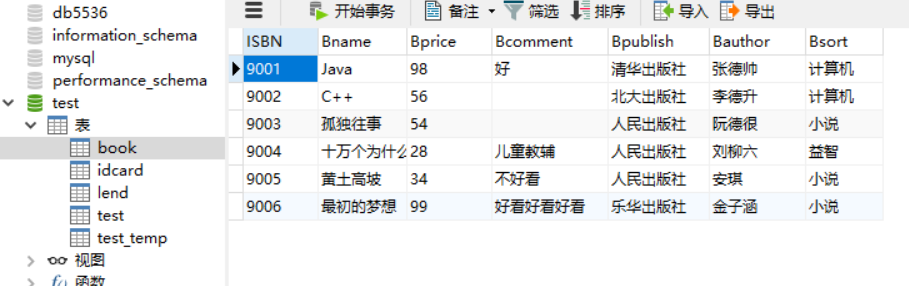 db5536
information_schema
mysql
performance_schema
test
表
book
idcard
lend
test
test_temp
视图
函数
开始事务 备注 筛选 排序 导入 导出
ISBN Bname Bprice Bcomment Bpublish Bauthor Bsort
9001 Java 98 好 清华出版社 张德帅 计算机
9002 C++ 56 北大出版社 李德升 计算机
9003 孤独往事 54 人民出版社 阮德很 小说
9004 十万个为什么 28 儿童教辅 人民出版社 刘柳六 益智
9005 黄土高坡 34 不好看 人民出版社 安琪 小说
9006 最初的梦想 99 好看好看好看 乐华出版社 金子涵 小说